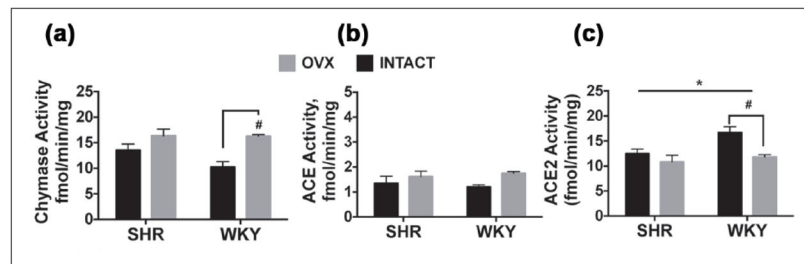 (a)
(b)
(c)
OVX INTACT
Chymase Activity
fmol/min/mg
25
20
15
10
5
0
#
SHR WKY
ACE Activity,
fmol/min/mg
5
4
3
2
1
0
SHR WKY
ACE2 Activity
(fmol/min/mg)
25
20
15
10
5
0
*
#
SHR WKY